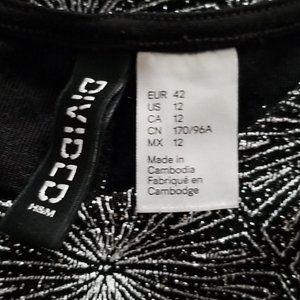 DIVIDED
H&M
EUR 42
US 12
CA 12
CN 170/96A
MX 12
Made in
Cambodia
Fabriqué en
Cambodge